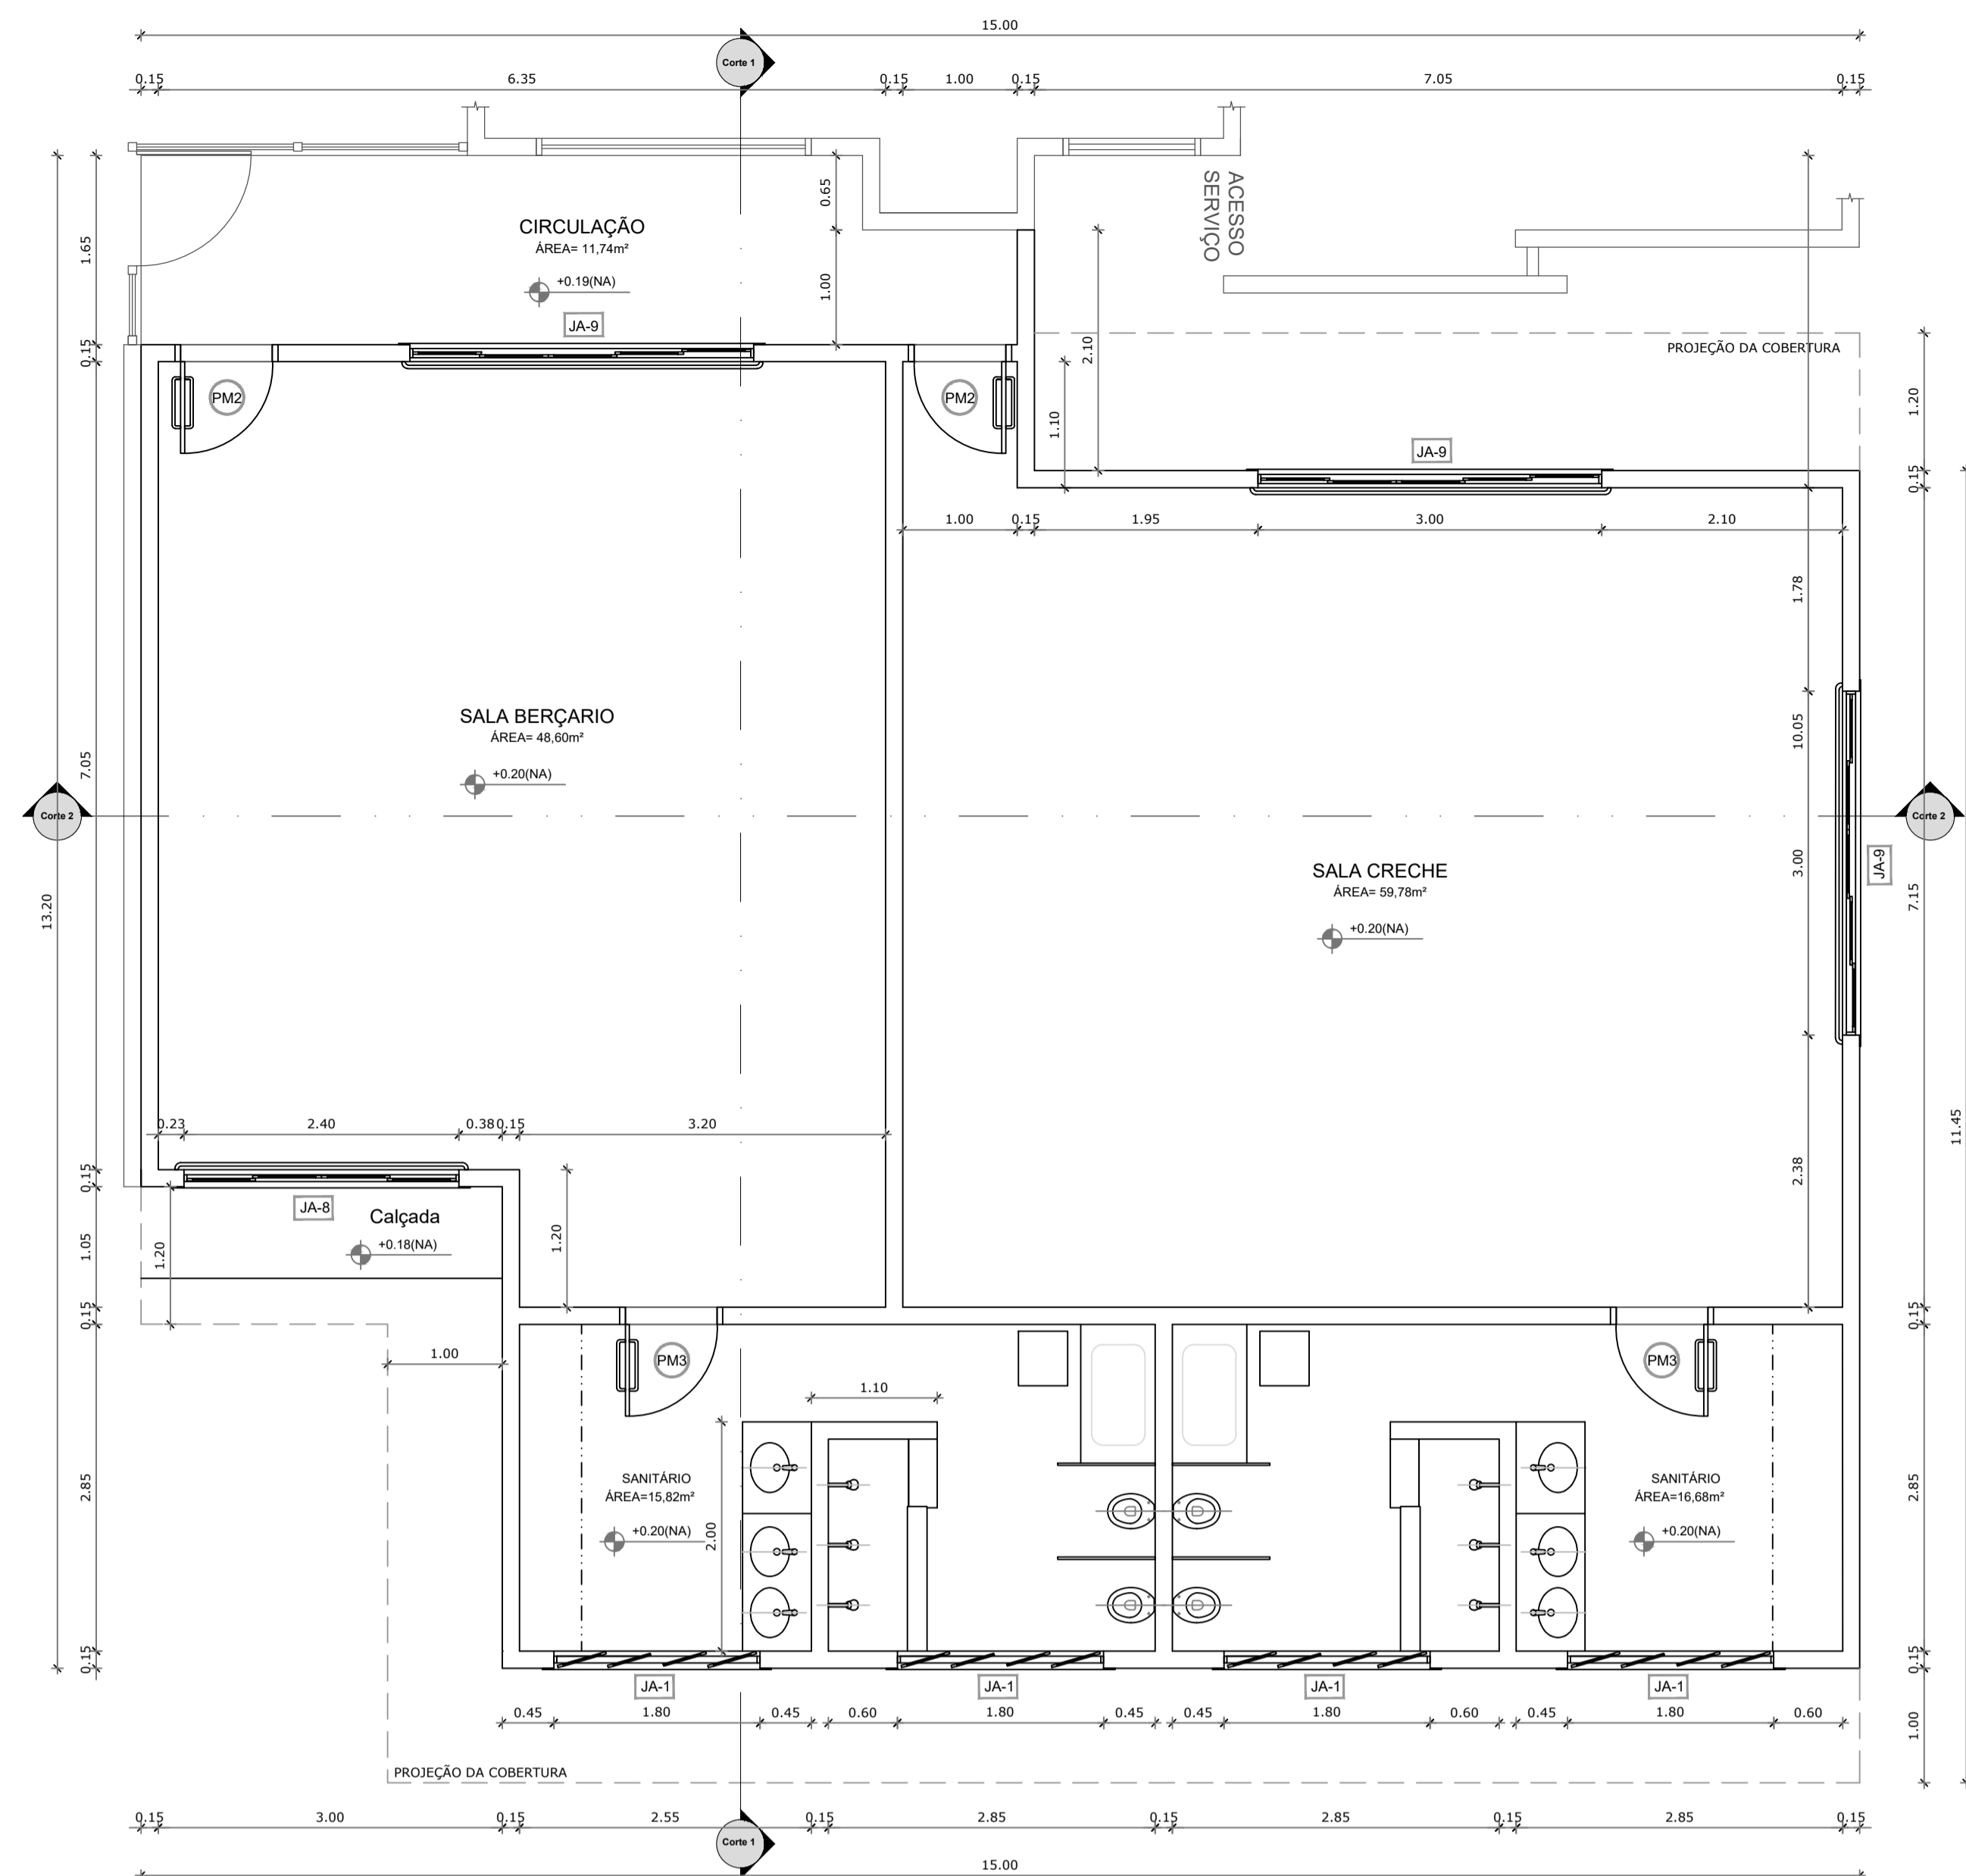 15.00
Corte 1
0.15 6.35 0.15 1.00 0.15 7.05 0.15
ACESSO
SERVIÇO
CIRCULAÇÃO
ÁREA= 11,74m²
+0.19(NA)
JA-9
0.65
1.00
1.65
0.15
2.10
1.10
PROJEÇÃO DA COBERTURA
1.20
0.15
PM2
PM2
JA-9
1.00 0.15 1.95 3.00 2.10
1.78
SALA BERÇARIO
ÁREA= 48,60m²
+0.20(NA)
7.05
10.05
Corte 2
Corte 2
13.20
SALA CRECHE
ÁREA= 59,78m²
+0.20(NA)
3.00
JA-9
7.15
0.23 2.40 0.38 0.15 3.20
11.45
2.38
0.15
JA-8
Calçada
+0.18(NA)
1.05
1.20
1.20
0.15
0.15
1.00
PM3
PM3
1.10
2.85
SANITÁRIO
ÁREA=15,82m²
+0.20(NA)
2.00
SANITÁRIO
ÁREA=16,68m²
+0.20(NA)
2.85
0.15
0.15
JA-1 JA-1 JA-1 JA-1
0.45 1.80 0.45 0.60 1.80 0.45 0.45 1.80 0.60 0.45 1.80 0.60
1.00
PROJEÇÃO DA COBERTURA
0.15 3.00 0.15 2.55 0.15 2.85 0.15 2.85 0.15 2.85 0.15
Corte 1
15.00